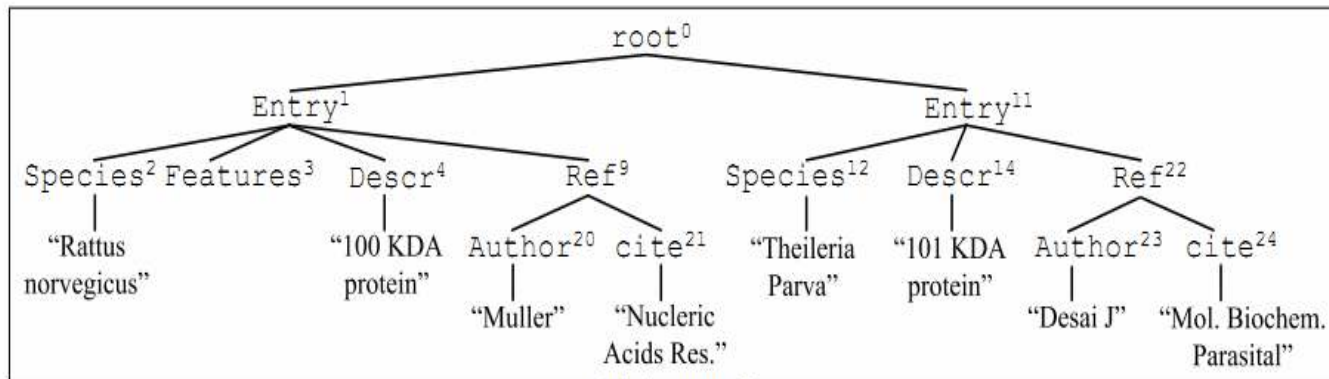 root⁰
Entry¹ Entry¹¹
Species² Features³ Descr⁴ Ref⁹ Species¹² Descr¹⁴ Ref²²
“Rattus “100 KDA Author²⁰ cite²¹ “Theileria “101 KDA Author²³ cite²⁴
norvegicus” protein” Parva” protein”
“Muller” “Nucleric “Desai J” “Mol. Biochem.
Acids Res.” Parasital”